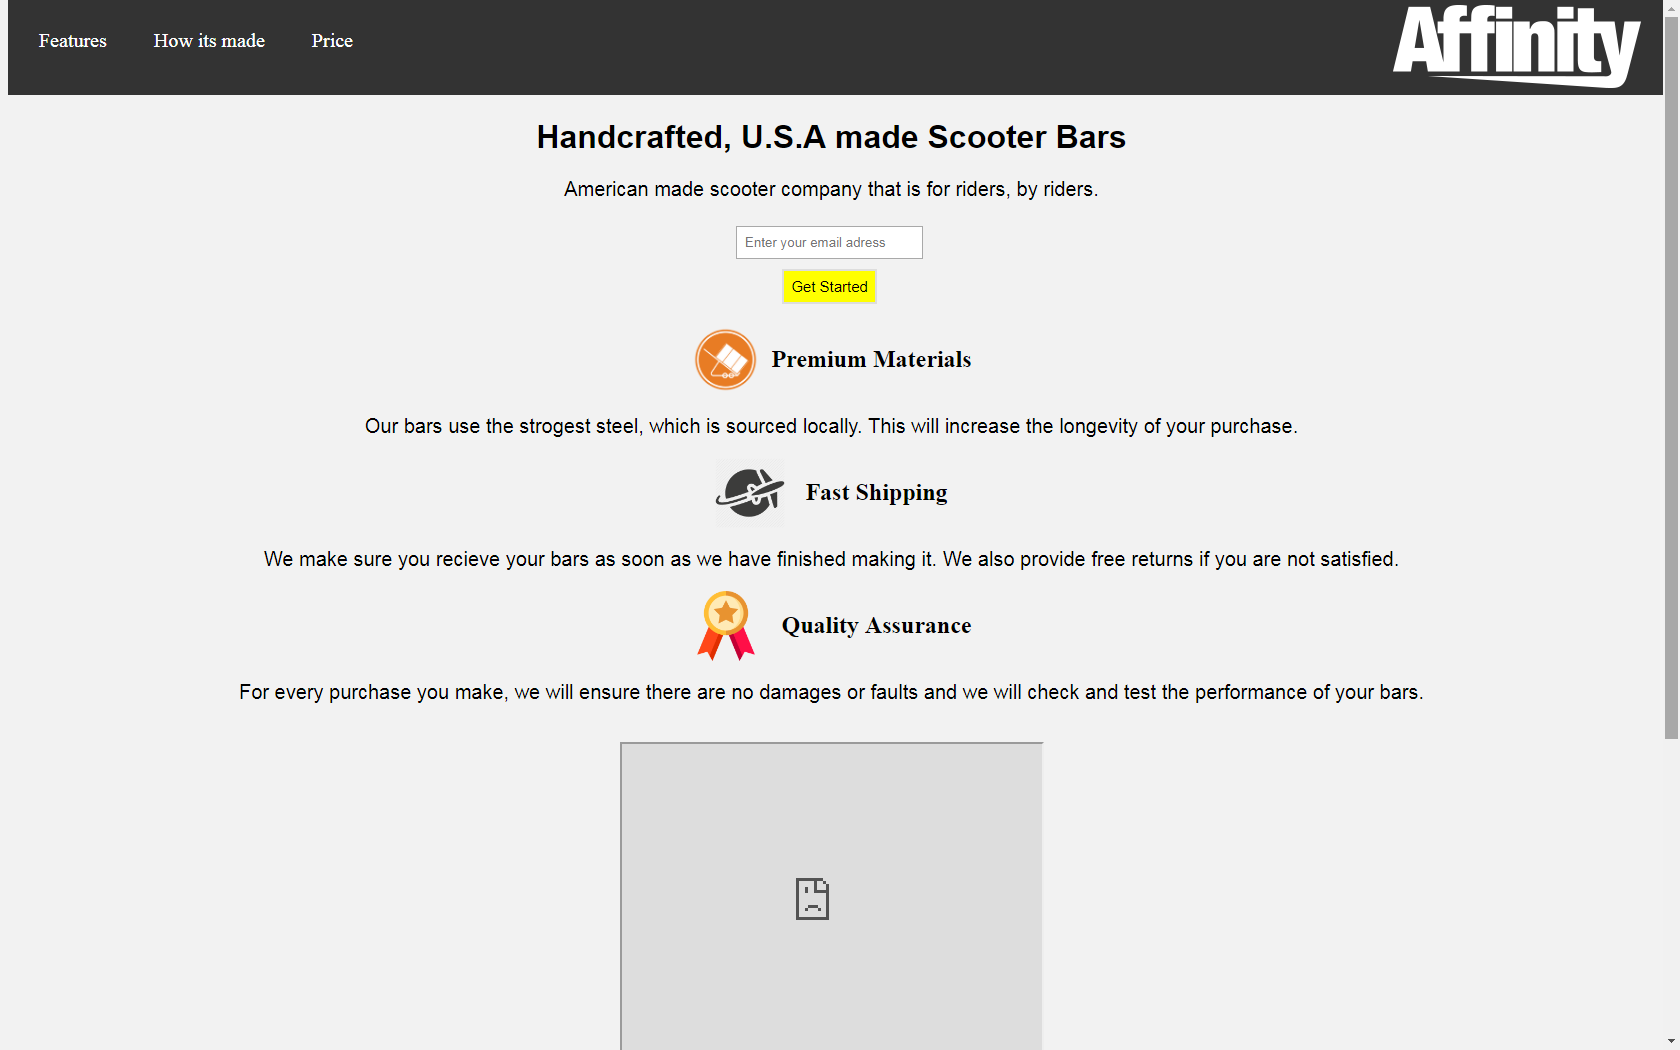 Features How its made Price
Affinity
Handcrafted, U.S.A made Scooter Bars
American made scooter company that is for riders, by riders.
Enter your email adress
Get Started
Premium Materials
Our bars use the strogest steel, which is sourced locally. This will increase the longevity of your purchase.
Fast Shipping
We make sure you recieve your bars as soon as we have finished making it. We also provide free returns if you are not satisfied.
Quality Assurance
For every purchase you make, we will ensure there are no damages or faults and we will check and test the performance of your bars.